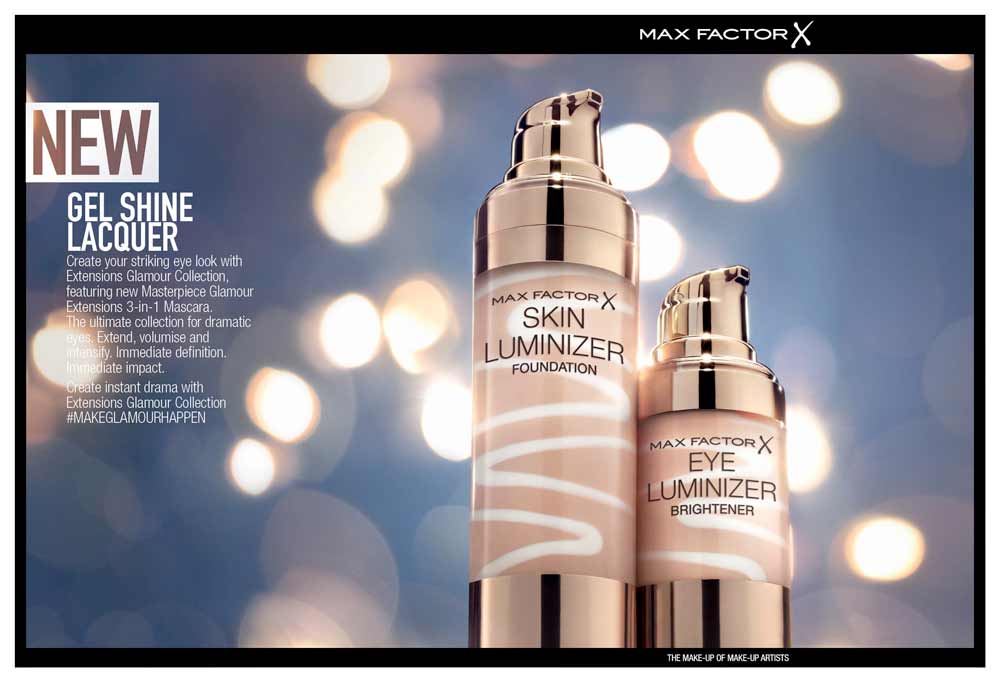 MAX FACTOR X
NEW
GEL SHINE
LACQUER
Create your striking eye look with
Extensions Glamour Collection,
featuring new Masterpiece Glamour
Extensions 3-in-1 Mascara.
The ultimate collection for dramatic
eyes. Extend, volumise and
intensify. Immediate definition.
Immediate impact.
Create instant drama with
Extensions Glamour Collection
#MAKEGLAMOURHAPPEN
MAX FACTOR X
SKIN
LUMINIZER
FOUNDATION
MAX FACTOR X
EYE
LUMINIZER
BRIGHTENER
THE MAKE-UP OF MAKE-UP ARTISTS